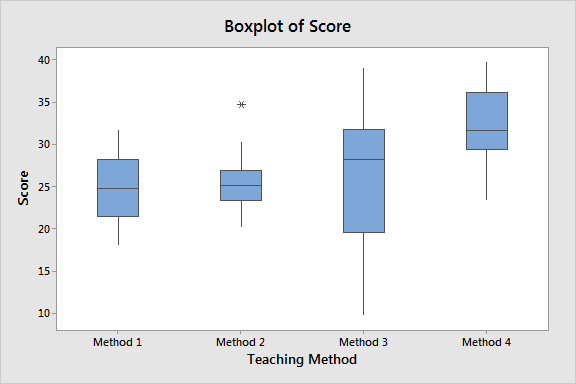 Boxplot of Score
Score
40
35
30
25
20
15
10
Method 1
Method 2
Method 3
Method 4
Teaching Method